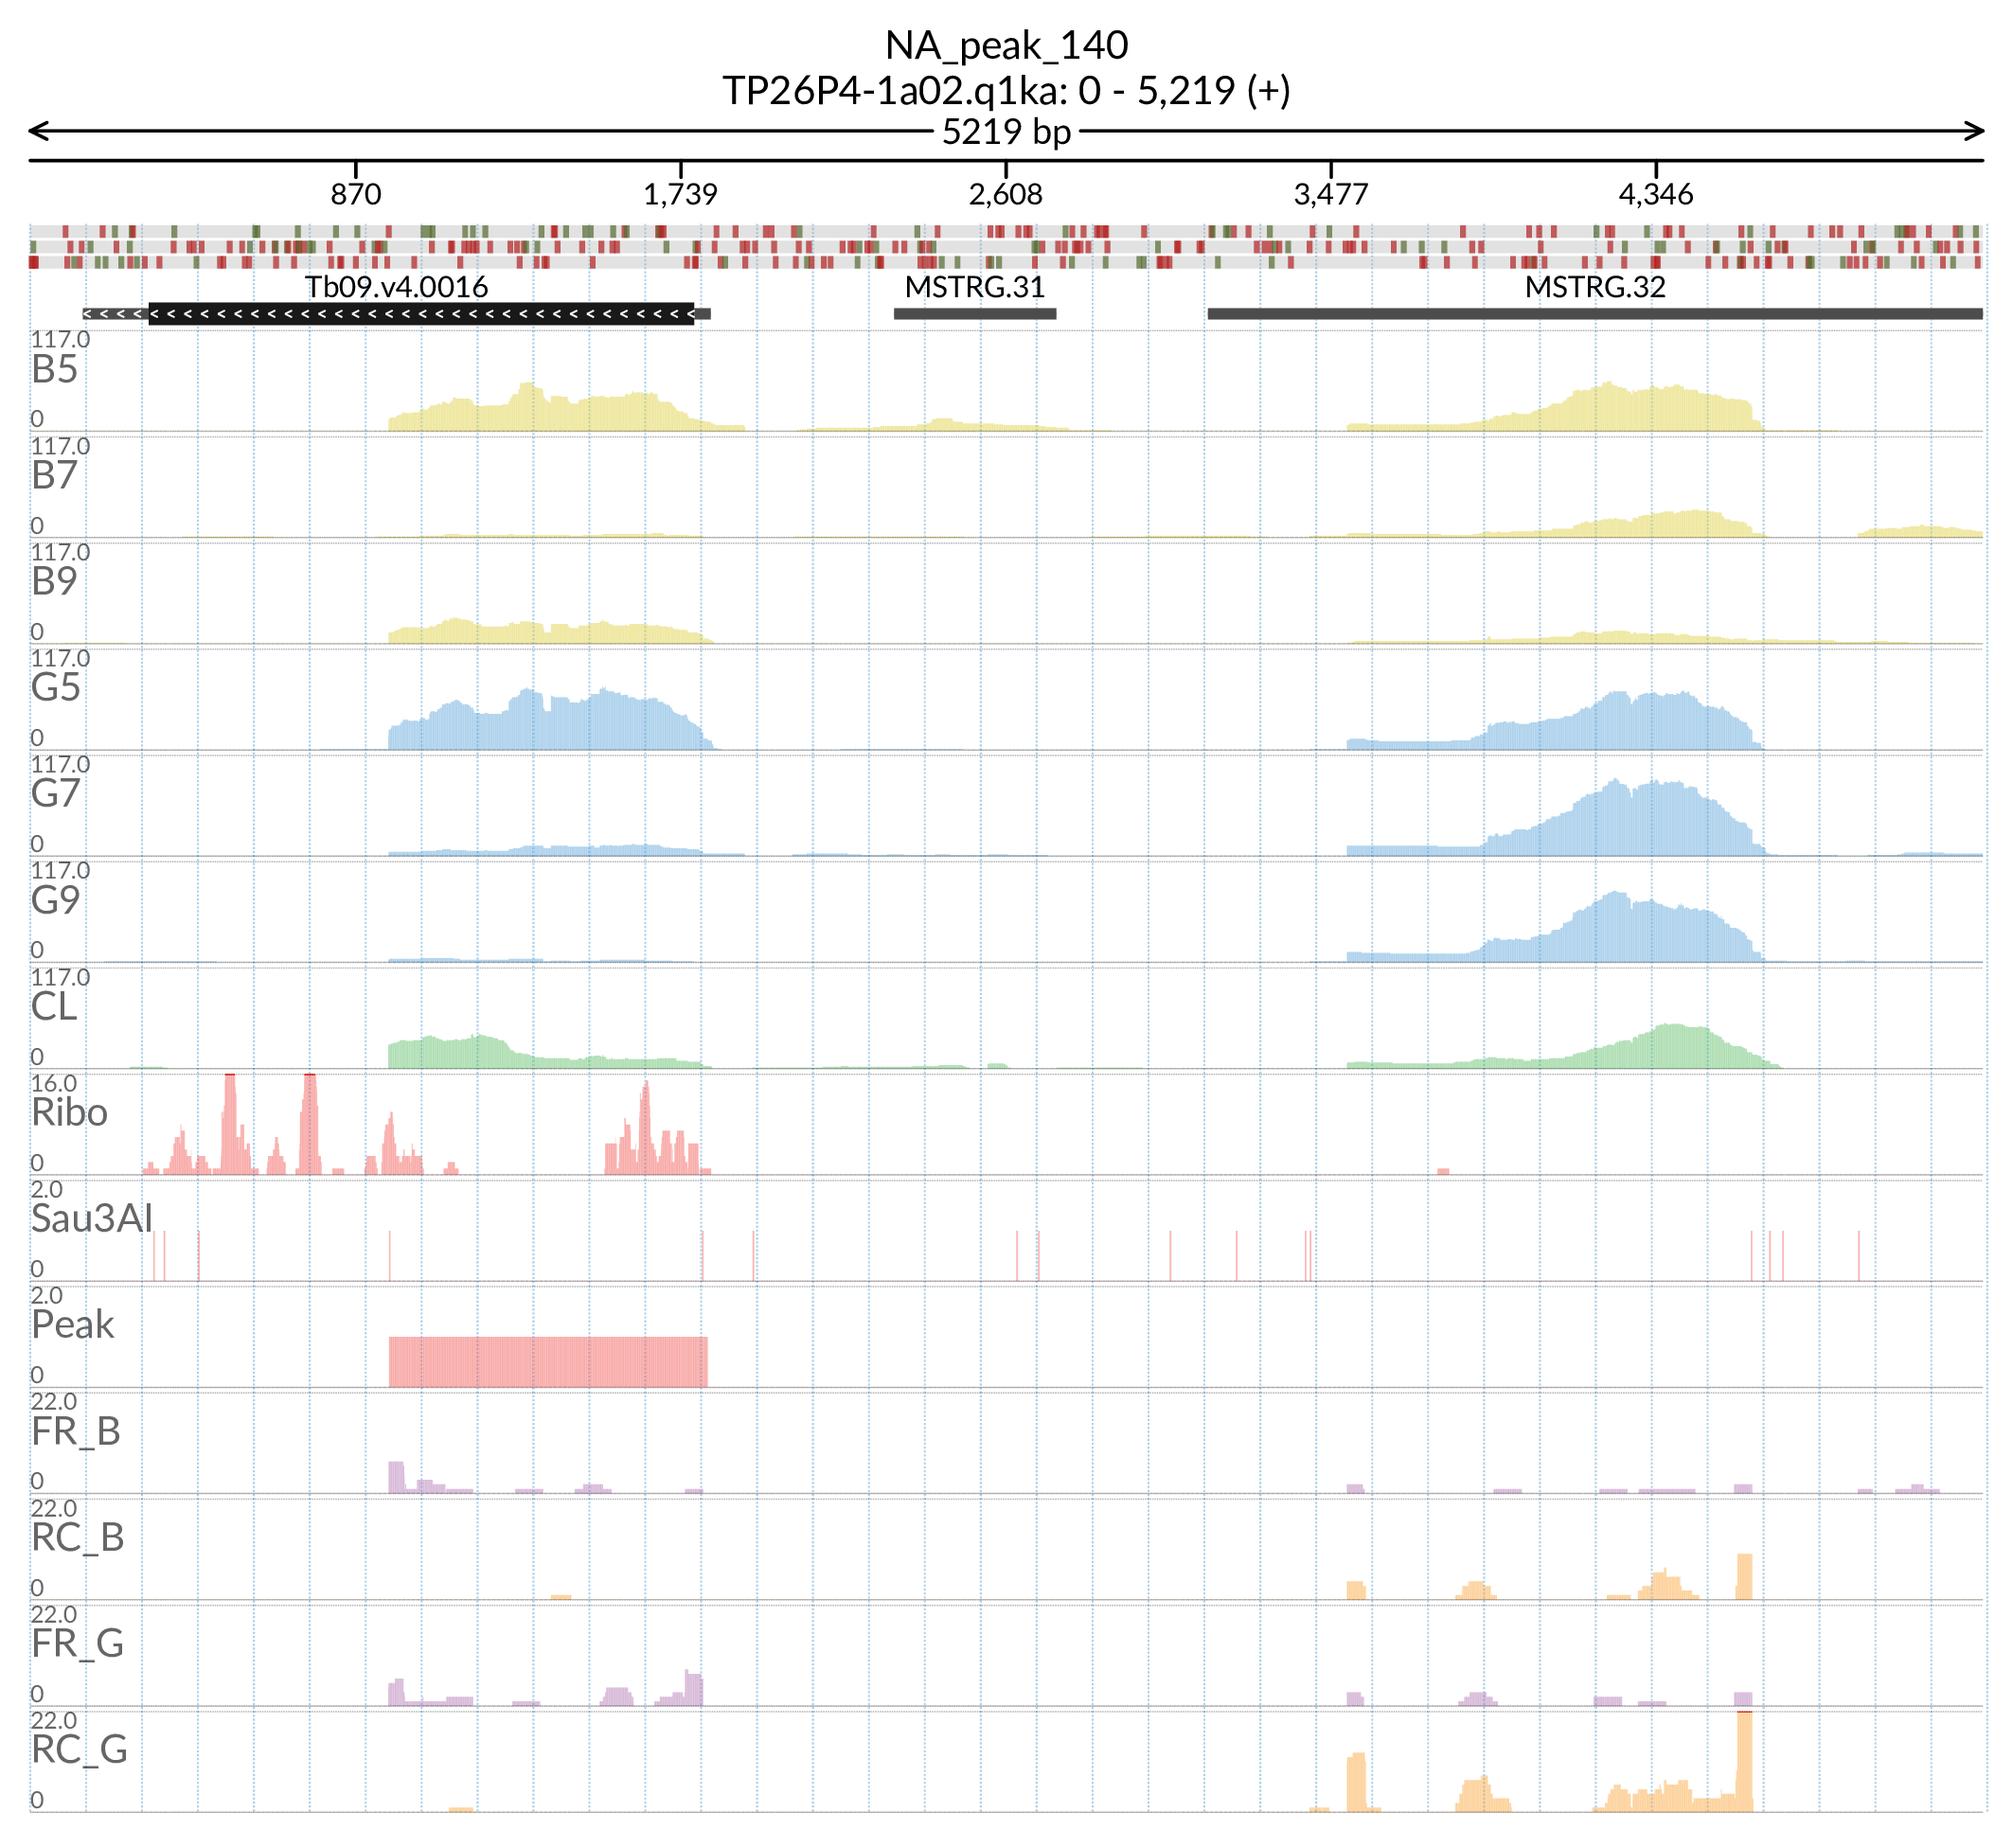 NA_peak_140
TP26P4-1a02.q1ka: 0 - 5,219 (+)
5219 bp
870 1,739 2,608 3,477 4,346
Tb09.v4.0016 MSTRG.31 MSTRG.32
117.0
B5
0
117.0
B7
0
117.0
B9
0
117.0
G5
0
117.0
G7
0
117.0
G9
0
117.0
CL
0
16.0
Ribo
0
2.0
Sau3AI
0
2.0
Peak
0
22.0
FR_B
0
22.0
RC_B
0
22.0
FR_G
0
22.0
RC_G
0